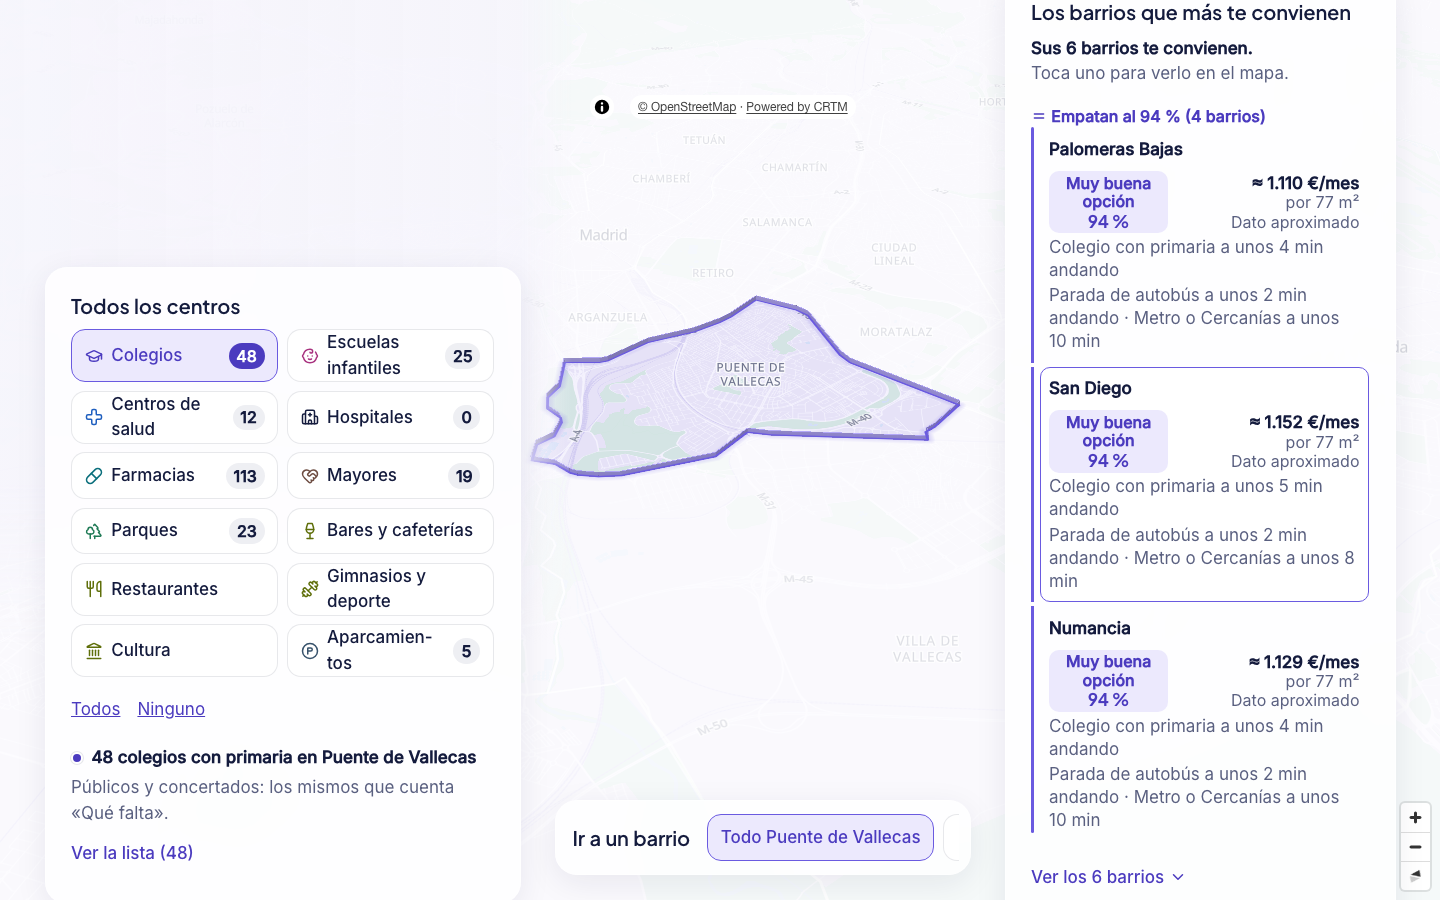 Los barrios que más te convienen
Sus 6 barrios te convienen.
Toca uno para verlo en el mapa.
= Empatan al 94 % (4 barrios)
Palomeras Bajas
Muy buena
opción
94 %
≈ 1.110 €/mes
por 77 m²
Dato aproximado
Colegio con primaria a unos 4 min
andando
Parada de autobús a unos 2 min
andando · Metro o Cercanías a unos
10 min
San Diego
Muy buena
opción
94 %
≈ 1.152 €/mes
por 77 m²
Dato aproximado
Colegio con primaria a unos 5 min
andando
Parada de autobús a unos 2 min
andando · Metro o Cercanías a unos 8
min
Numancia
Muy buena
opción
94 %
≈ 1.129 €/mes
por 77 m²
Dato aproximado
Colegio con primaria a unos 4 min
andando
Parada de autobús a unos 2 min
andando · Metro o Cercanías a unos
10 min
Ver los 6 barrios
© OpenStreetMap · Powered by CRTM
TETUÁN
CHAMARTÍN
CHAMBERÍ
SALAMANCA
Madrid
CIUDAD
LINEAL
RETIRO
ARGANZUELA
MORATALAZ
PUENTE DE
VALLECAS
M-40
A-4
M-31
M-45
VILLA DE
VALLECAS
M-50
Todos los centros
Colegios 48
Escuelas
infantiles 25
Centros de
salud 12
Hospitales 0
Farmacias 113
Mayores 19
Parques 23
Bares y cafeterías
Restaurantes
Gimnasios y
deporte
Cultura
Aparcamien-
tos 5
Todos Ninguno
48 colegios con primaria en Puente de Vallecas
Públicos y concertados: los mismos que cuenta
«Qué falta».
Ver la lista (48)
Ir a un barrio
Todo Puente de Vallecas